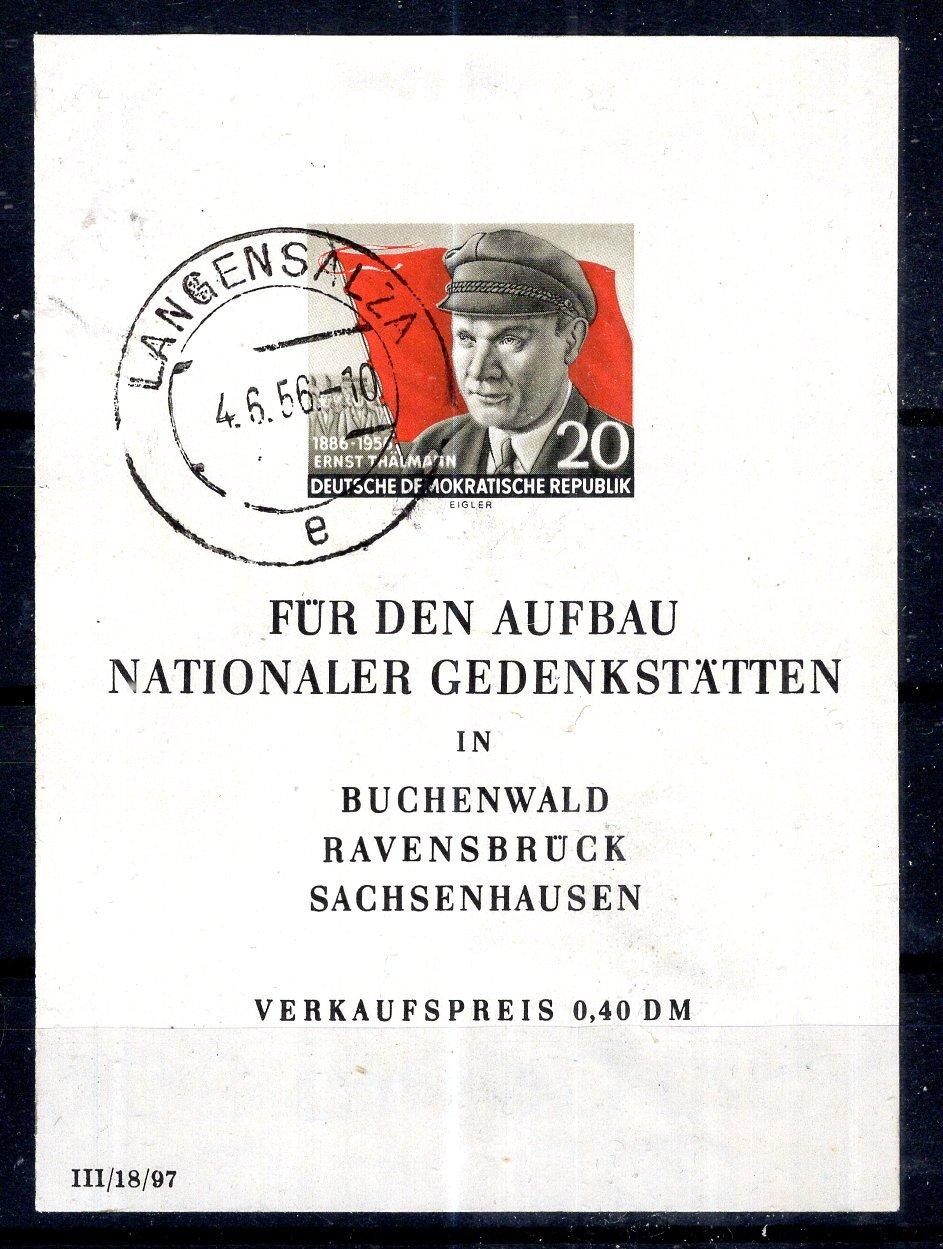 LANGENSALZA
4.6.56.-10
e
1886-1956
ERNST THÄLMANN
20
DEUTSCHE DEMOKRATISCHE REPUBLIK
EIGLER
FÜR DEN AUFBAU
NATIONALER GEDENKSTÄTTEN
IN
BUCHENWALD
RAVENSBRÜCK
SACHSENHAUSEN
VERKAUFSPREIS 0,40 DM
III/18/97